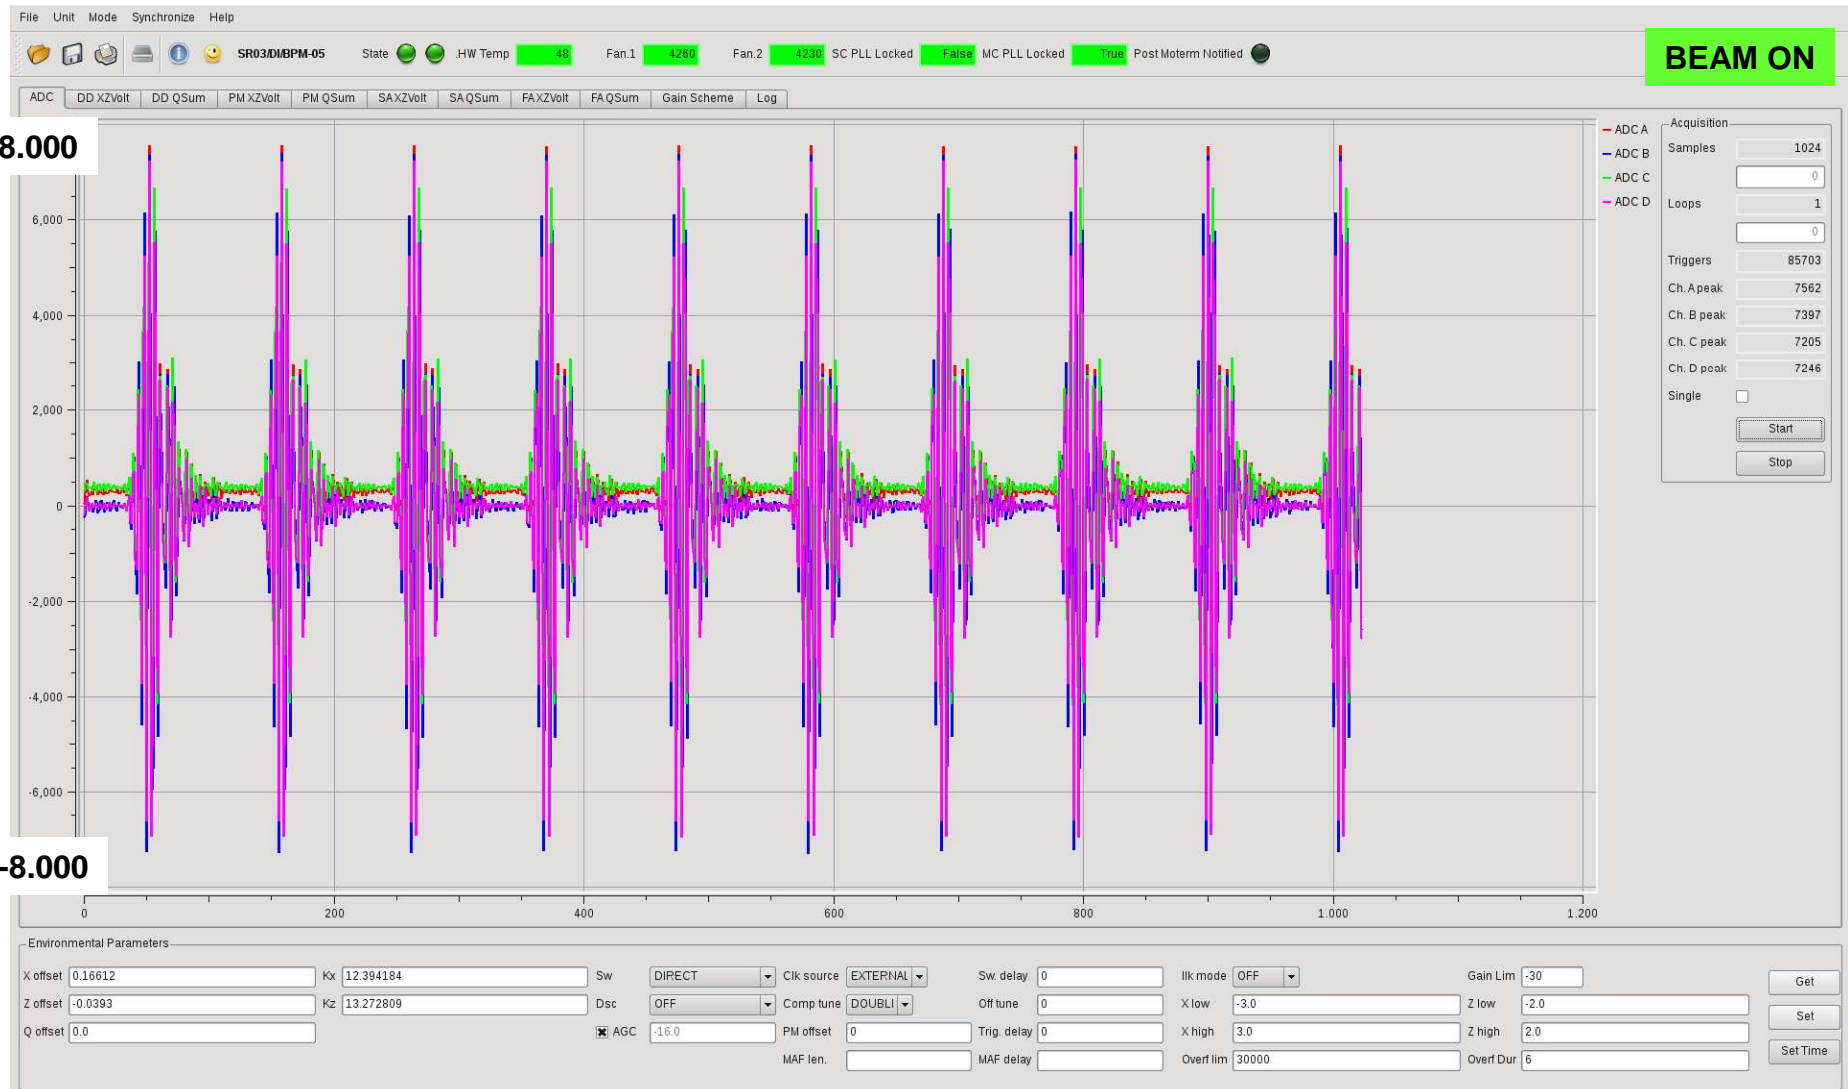 File Unit Mode Synchronize Help
SR03/DI/BPM-05 State .HW Temp 48 Fan.1 4260 Fan.2 4230 SC PLL Locked False MC PLL Locked True Post Moterm Notified
BEAM ON
ADC DD XZVolt DD QSum PM XZVolt PM QSum SA XZVolt SA QSum FA XZVolt FA QSum Gain Scheme Log
8.000
6,000
4,000
2,000
0
-2,000
-4,000
-6,000
-8.000
0 200 400 600 800 1.000 1.200
ADC A
ADC B
ADC C
ADC D
Acquisition
Samples 1024
0
Loops 1
0
Triggers 85703
Ch. A peak 7562
Ch. B peak 7397
Ch. C peak 7205
Ch. D peak 7246
Single
Start
Stop
Environmental Parameters
X offset 0.16612 Kx 12.394184 Sw DIRECT Clk source EXTERNAL Sw. delay 0 Ilk mode OFF Gain Lim -30 Get
Z offset -0.0393 Kz 13.272809 Dsc OFF Comp tune DOUBLI Off tune 0 X low -3.0 Z low -2.0 Set
Q offset 0.0 AGC -16.0 PM offset 0 Trig. delay 0 X high 3.0 Z high 2.0
MAF len. MAF delay Overf lim 30000 Overf Dur 6 Set Time